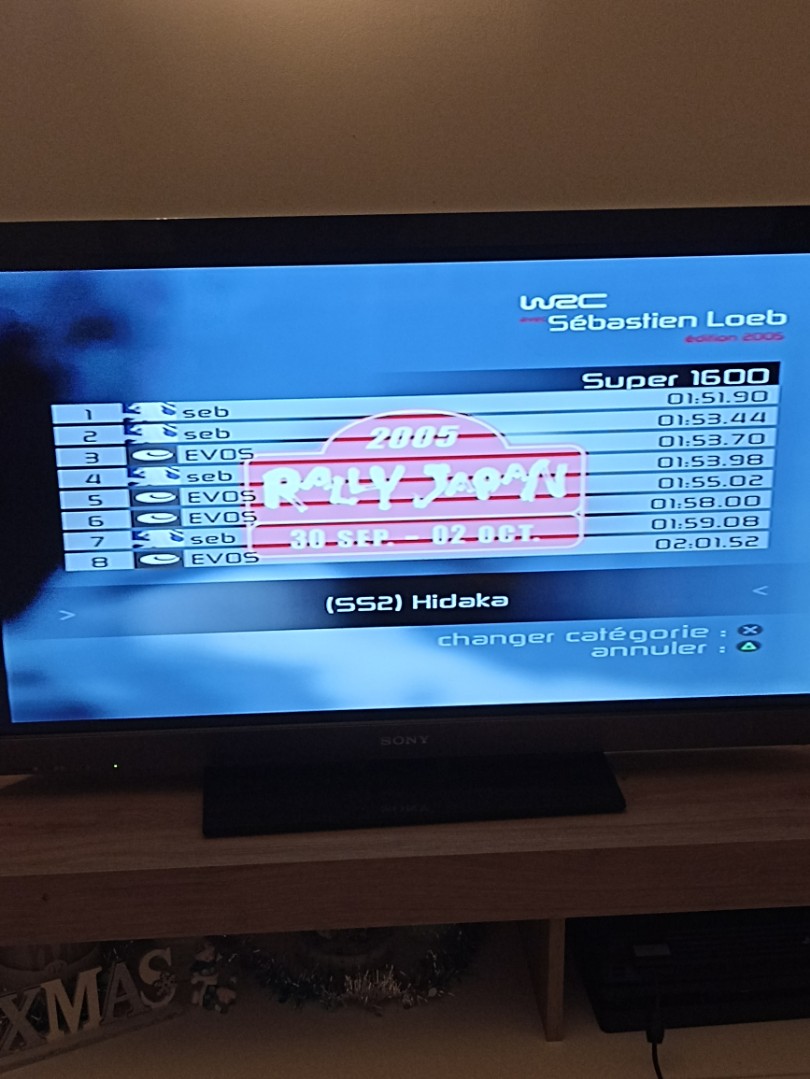 WRC
avec Sébastien Loeb
édition 2005
Super 1600
1 seb 01:51.90
2 seb 01:53.44
3 EVOS 01:53.70
4 seb 01:53.98
5 EVOS 01:55.02
6 EVOS 01:58.00
7 seb 01:59.08
8 EVOS 02:01.52
2005
RALLY JAPAN
30 SEP. - 02 OCT.
> (SS2) Hidaka <
changer catégorie :
annuler :
SONY
XMAS